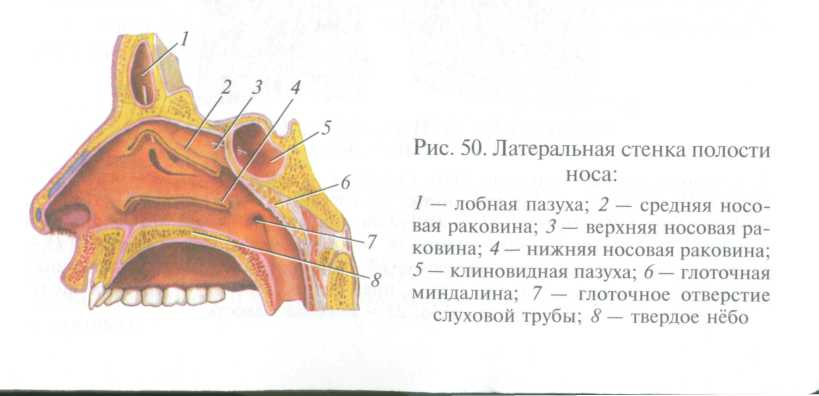 1
2
3
4
5
6
7
8
Рис. 50. Латеральная стенка полости
носа:
1 — лобная пазуха; 2 — средняя носо-
вая раковина; 3 — верхняя носовая ра-
ковина; 4 — нижняя носовая раковина;
5 — клиновидная пазуха; 6 — глоточная
миндалина; 7 — глоточное отверстие
слуховой трубы; 8 — твердое нёбо